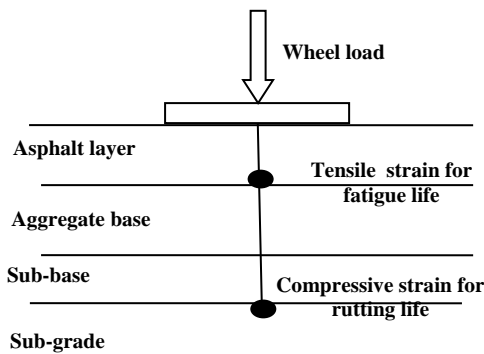 Wheel load
Asphalt layer
Tensile strain for
fatigue life
Aggregate base
Sub-base
Compressive strain for
rutting life
Sub-grade